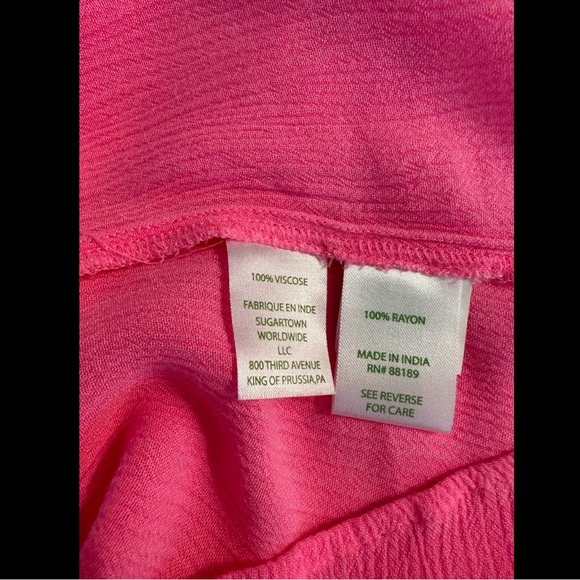 100% VISCOSE
FABRIQUE EN INDE
SUGARTOWN
WORLDWIDE
LLC
800 THIRD AVENUE
KING OF PRUSSIA,PA
100% RAYON
MADE IN INDIA
RN# 88189
SEE REVERSE
FOR CARE